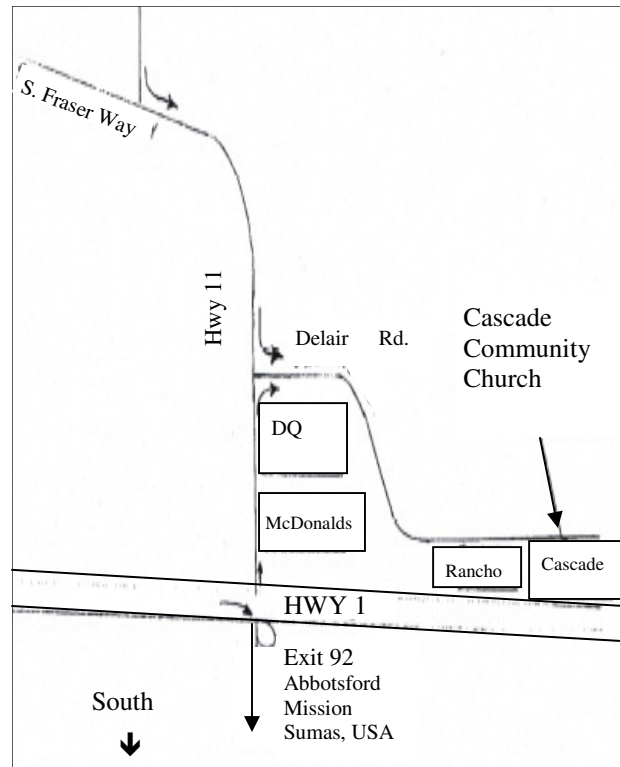 S. Fraser Way
Hwy 11
Delair Rd.
Cascade
Community
Church
DQ
McDonalds
Rancho
Cascade
HWY 1
Exit 92
Abbotsford
Mission
Sumas, USA
South